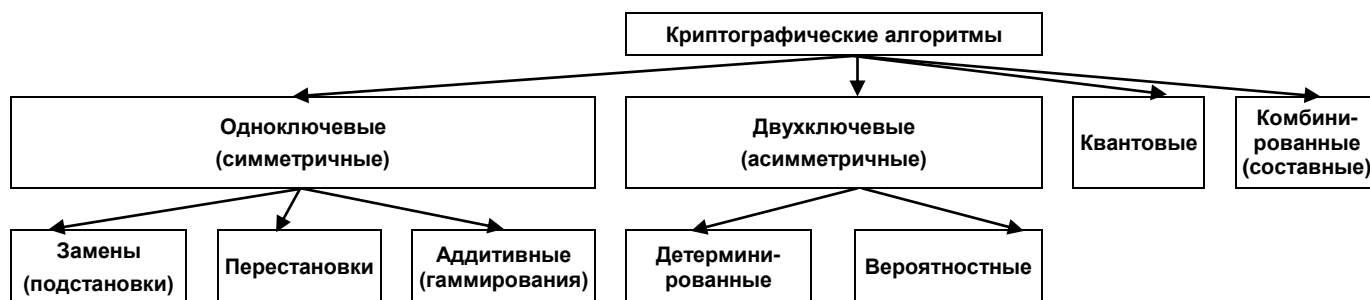 Криптографические алгоритмы
Одноключевые
(симметричные)
Двухключевые
(асимметричные)
Квантовые
Комбини-
рованные
(составные)
Замены
(подстановки)
Перестановки
Аддитивные
(гаммирования)
Детермини-
рованные
Вероятностные